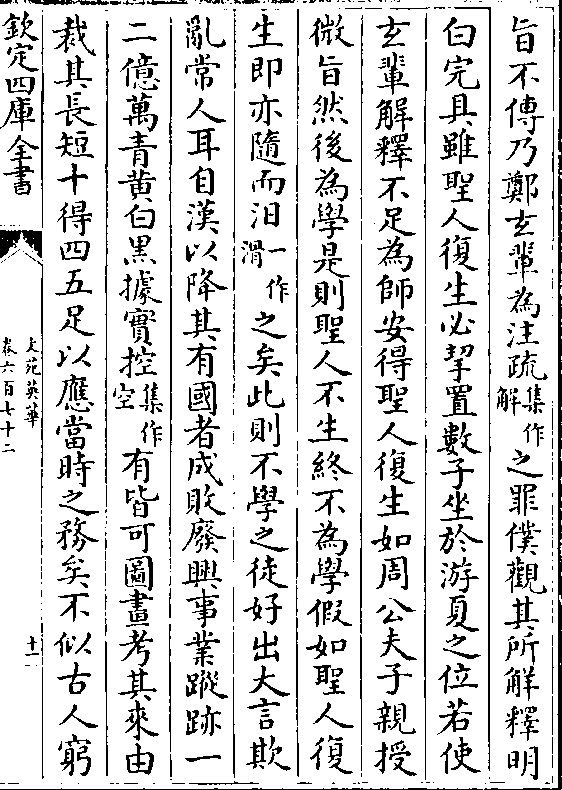 旨不傳乃鄭玄輩為注疏集作解之罪僕觀其所解釋明
白完具雖聖人復生必挈置數子坐於游夏之位若使
玄輩解釋不足為師安得聖人復生如周公夫子親授
微旨然後為學是則聖人不生終不為學假如聖人復
生即亦隨而汩一作滑之矣此則不學之徒好出大言欺
亂常人耳自漢以降其有國者成敗廢興事業蹤跡一
二億萬青黄白黑據實控集作空有皆可圖畫考其來由
裁其長短十得四五足以應當時之務矣不似古人窮
欽定四庫全書
文苑英華
卷六百七十二
十一